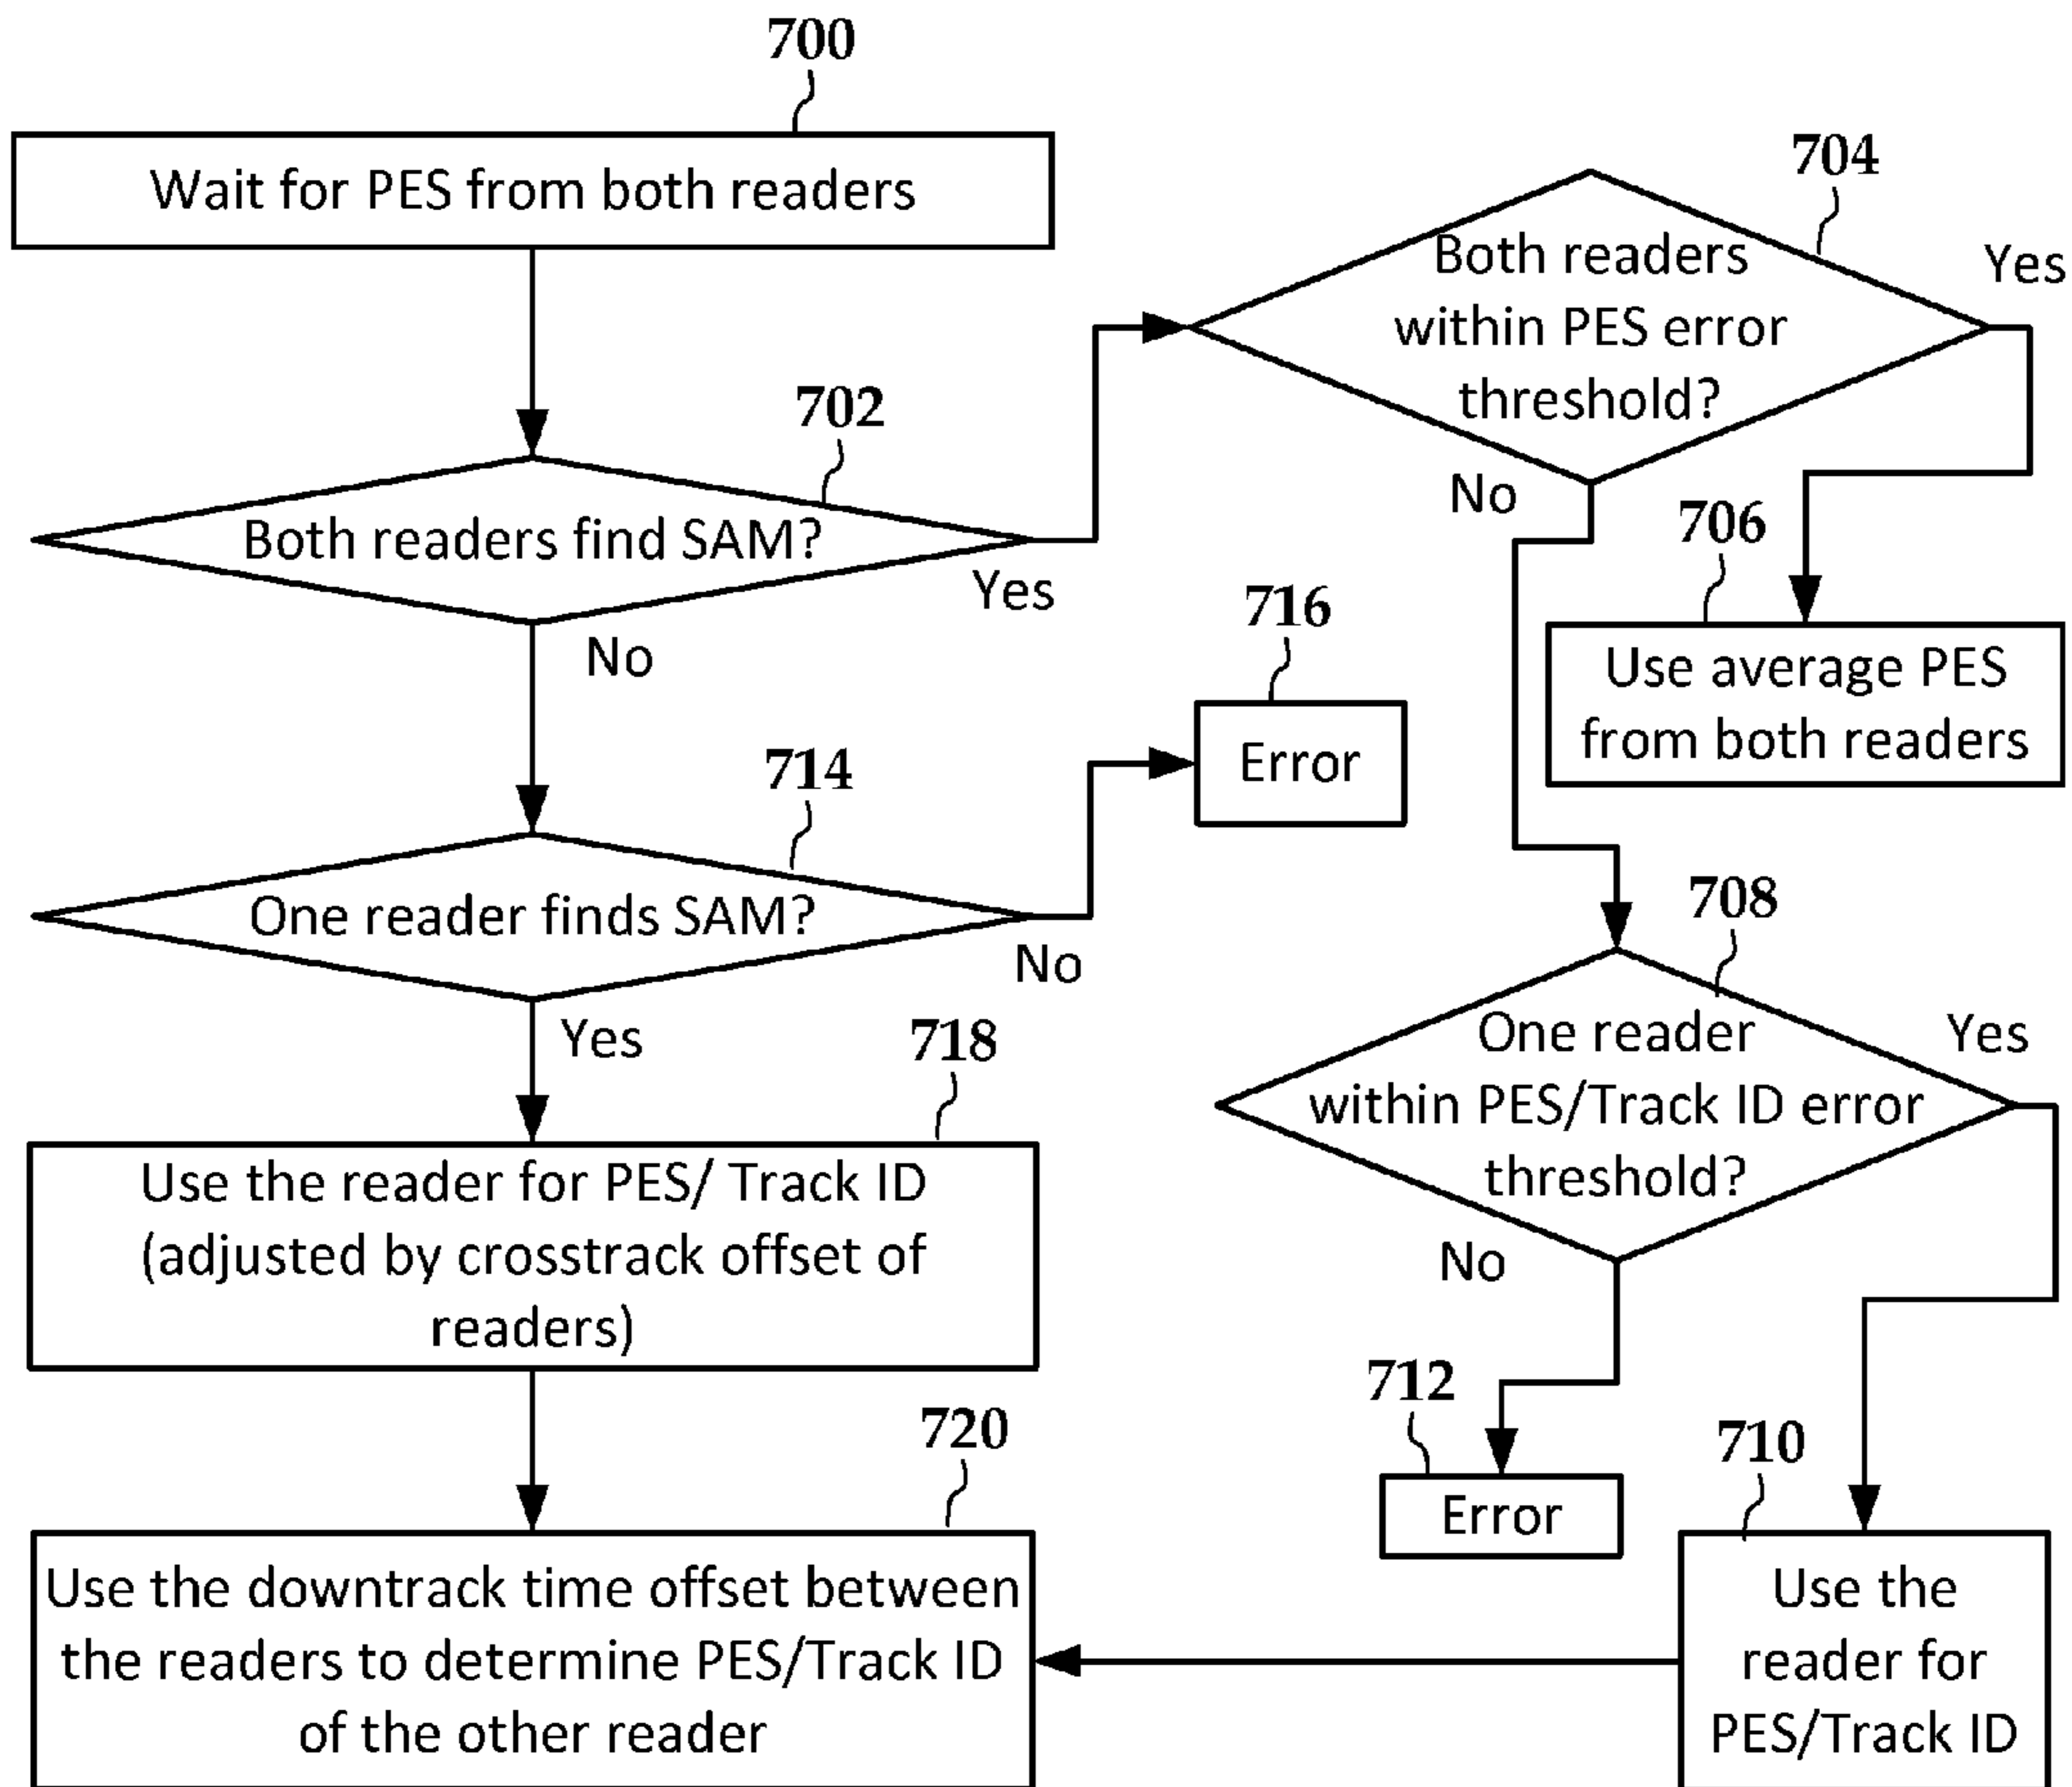 700
Wait for PES from both readers
702
Both readers find SAM?
Yes
No
704
Both readers
within PES error
threshold?
Yes
No
706
Use average PES
from both readers
716
Error
714
One reader finds SAM?
No
Yes
708
One reader
within PES/Track ID error
threshold?
Yes
No
718
Use the reader for PES/ Track ID
(adjusted by crosstrack offset of
readers)
712
Error
710
Use the
reader for
PES/Track ID
720
Use the downtrack time offset between
the readers to determine PES/Track ID
of the other reader